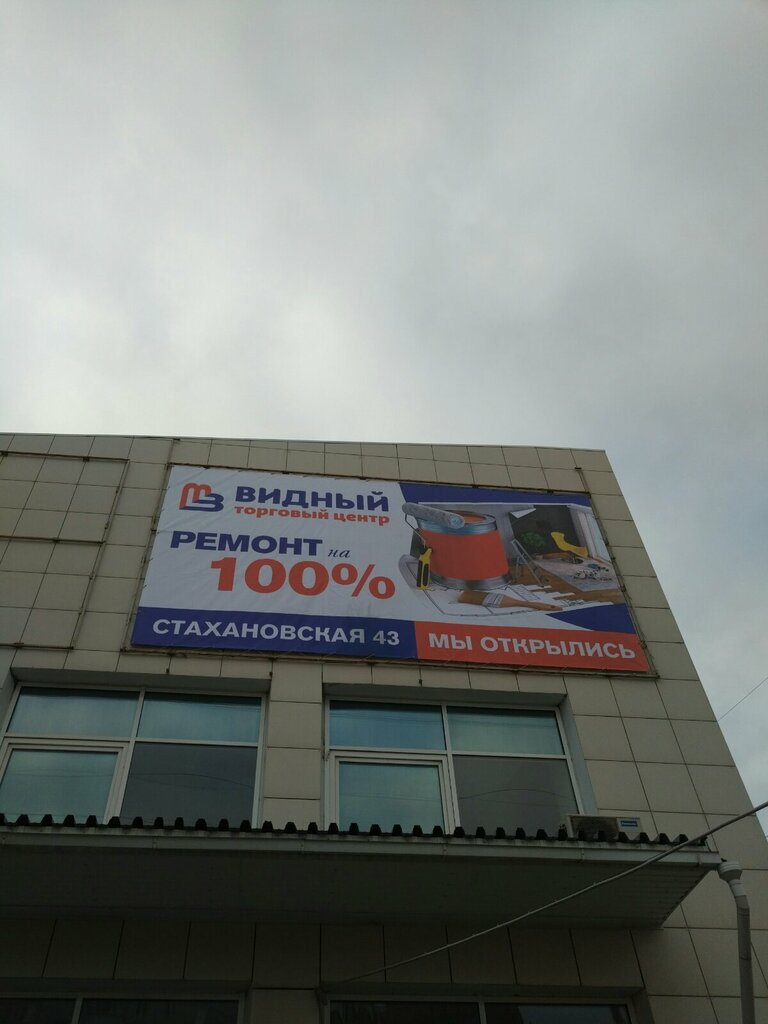 ВИДНЫЙ
торговый центр
РЕМОНТ на
100%
СТАХАНОВСКАЯ 43
МЫ ОТКРЫЛИСЬ